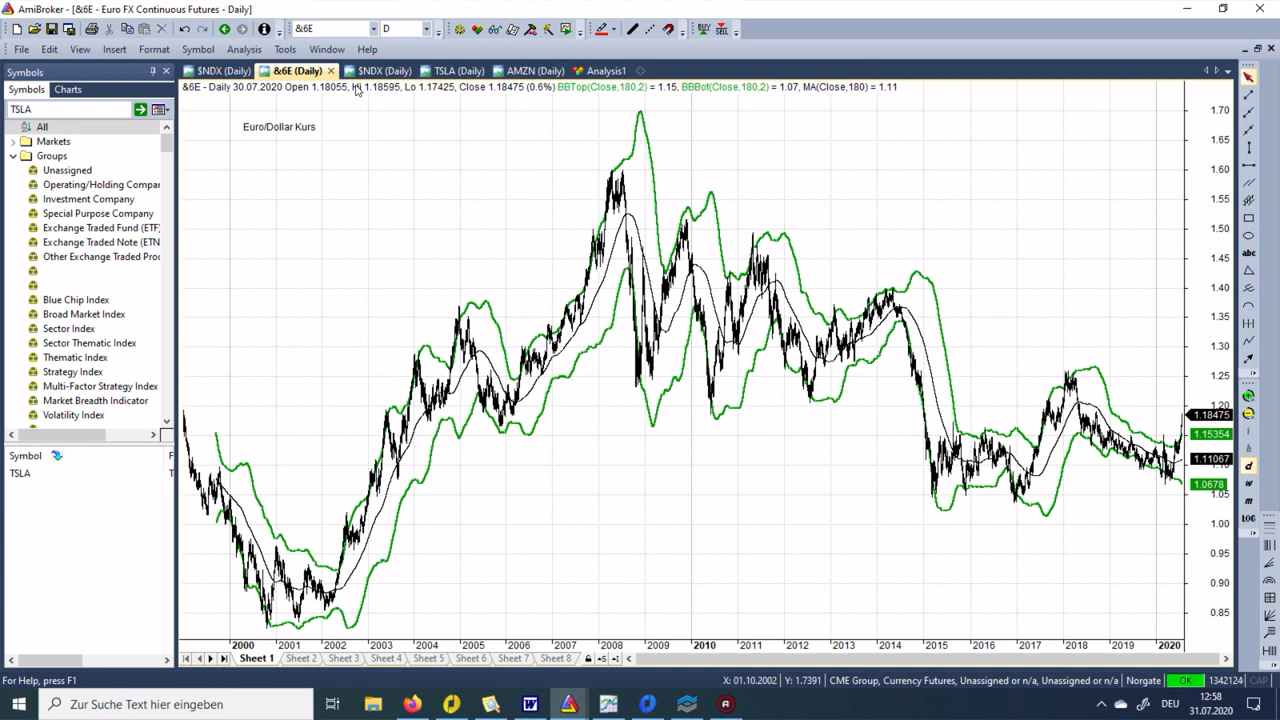 AmiBroker - [&6E - Euro FX Continuous Futures - Daily]
&6E
D
BUY SELL
File Edit View Insert Format Symbol Analysis Tools Window Help
Symbols
$NDX (Daily) &6E (Daily) $NDX (Daily) TSLA (Daily) AMZN (Daily) Analysis1
Symbols Charts
&6E - Daily 30.07.2020 Open 1.18055, Hi 1.18595, Lo 1.17425, Close 1.18475 (0.6%) BBTop(Close,180,2) = 1.15, BBBot(Close,180,2) = 1.07, MA(Close,180) = 1.11
TSLA
All
Markets
Groups
Unassigned
Operating/Holding Compar
Investment Company
Special Purpose Company
Exchange Traded Fund (ETF)
Exchange Traded Note (ETN
Other Exchange Traded Proc
Blue Chip Index
Broad Market Index
Sector Index
Sector Thematic Index
Thematic Index
Strategy Index
Multi-Factor Strategy Index
Market Breadth Indicator
Volatility Index
Symbol
TSLA
Euro/Dollar Kurs
1.70
1.65
1.60
1.55
1.50
1.45
1.40
1.35
1.30
1.25
1.20
1.18475
1.15354
1.11067
1.10
1.0678
1.05
1.00
0.95
0.90
0.85
abc
d
w
m
LOG
2000 2001 2002 2003 2004 2005 2006 2007 2008 2009 2010 2011 2012 2013 2014 2015 2016 2017 2018 2019 2020
Sheet 1 Sheet 2 Sheet 3 Sheet 4 Sheet 5 Sheet 6 Sheet 7 Sheet 8
For Help, press F1
X: 01.10.2002 Y: 1.7391 CME Group, Currency Futures, Unassigned or n/a, Unassigned or n/a, Unassigned or n/a, Norgate OK 1342124 CAP
Zur Suche Text hier eingeben
DEU
12:58
31.07.2020